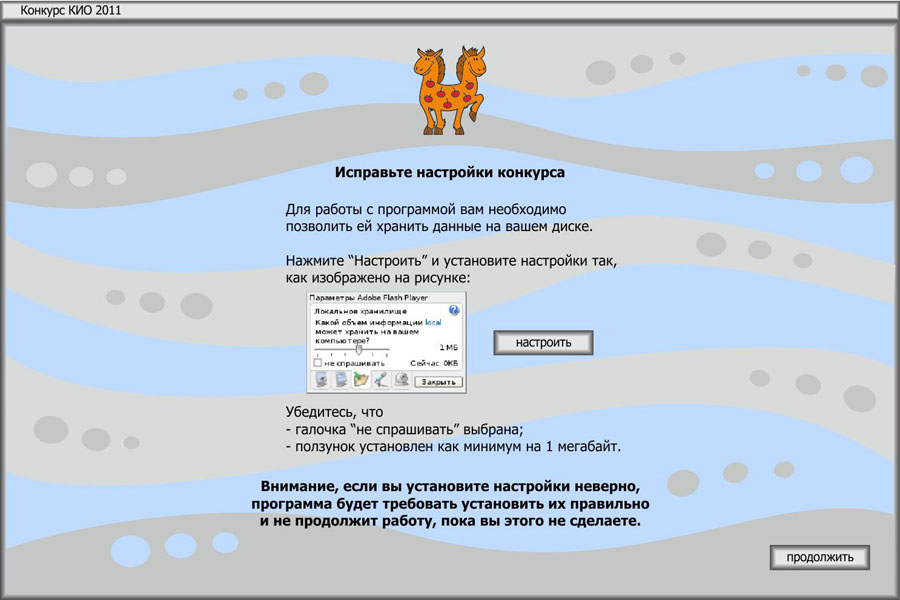 Конкурс КИО 2011
Исправьте настройки конкурса
Для работы с программой вам необходимо
позволить ей хранить данные на вашем диске.
Нажмите “Настроить” и установите настройки так,
как изображено на рисунке:
Параметры Adobe Flash Player
Локальное хранилище
Какой объем информации local
может хранить на вашем
компьютере?
1 МБ
не спрашивать Сейчас: 0КБ
Закрыть
настроить
Убедитесь, что
- галочка “не спрашивать” выбрана;
- ползунок установлен как минимум на 1 мегабайт.
Внимание, если вы установите настройки неверно,
программа будет требовать установить их правильно
и не продолжит работу, пока вы этого не сделаете.
продолжить